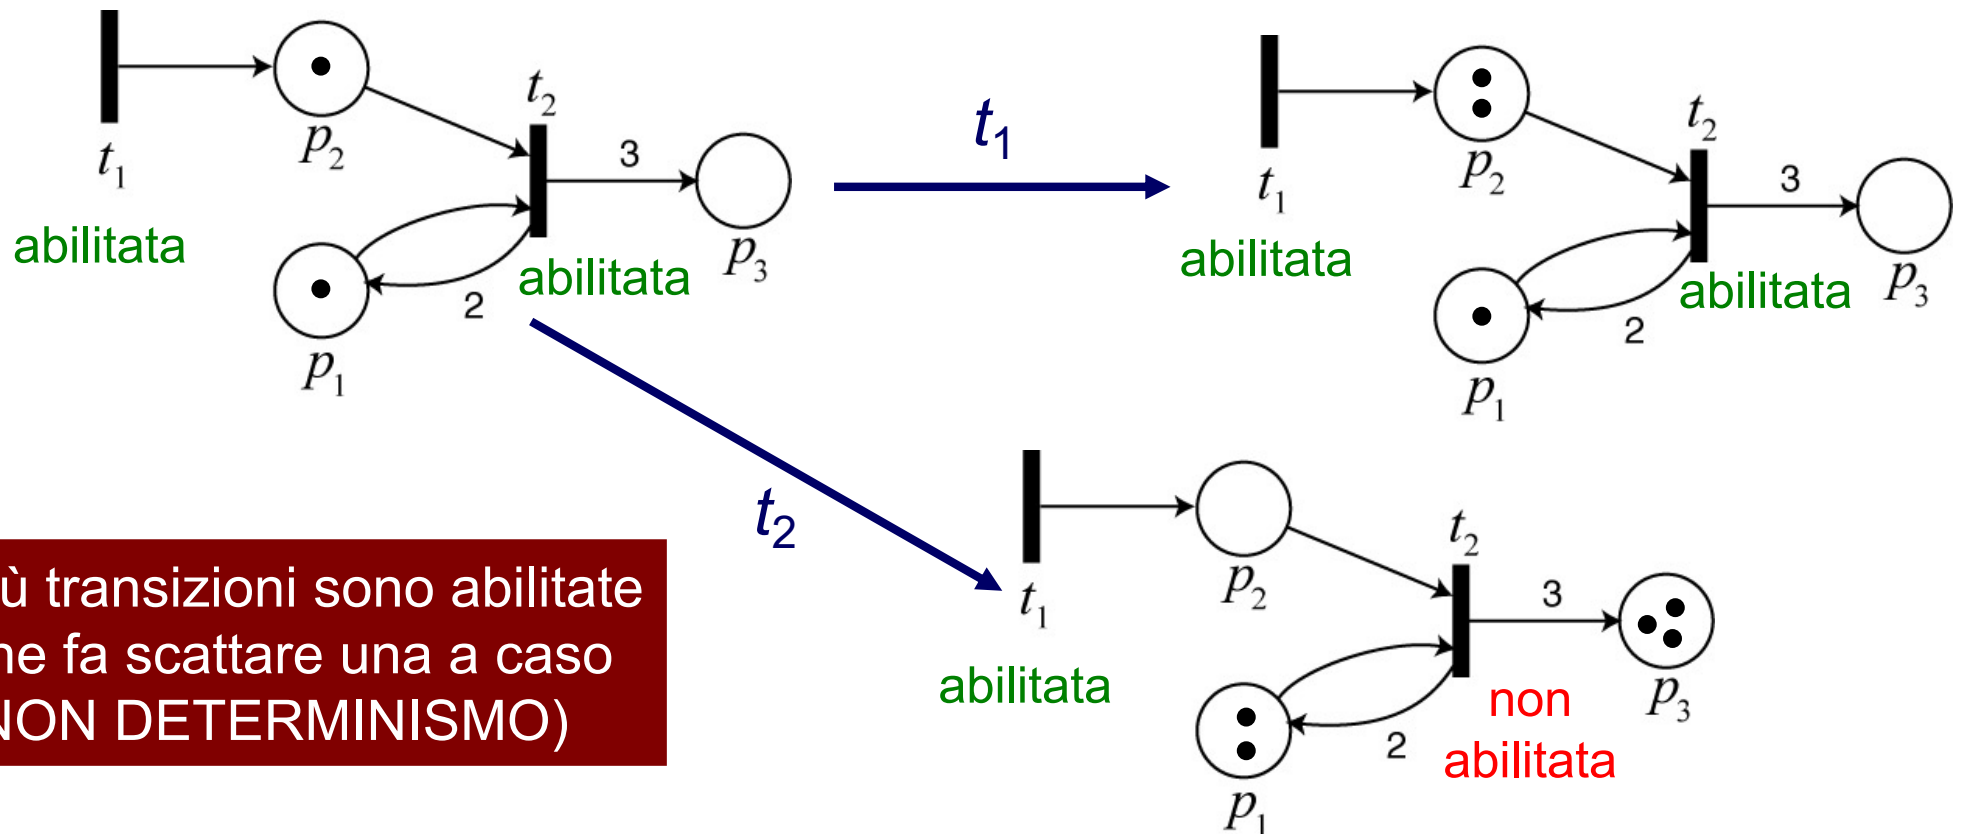 t1
abilitata
p2
t2
3
p3
abilitata
2
p1
t1
t1
abilitata
p2
t2
3
p3
abilitata
2
p1
t2
t1
abilitata
p2
t2
3
p3
non
abilitata
2
p1
ù transizioni sono abilitate
ne fa scattare una a caso
NON DETERMINISMO)